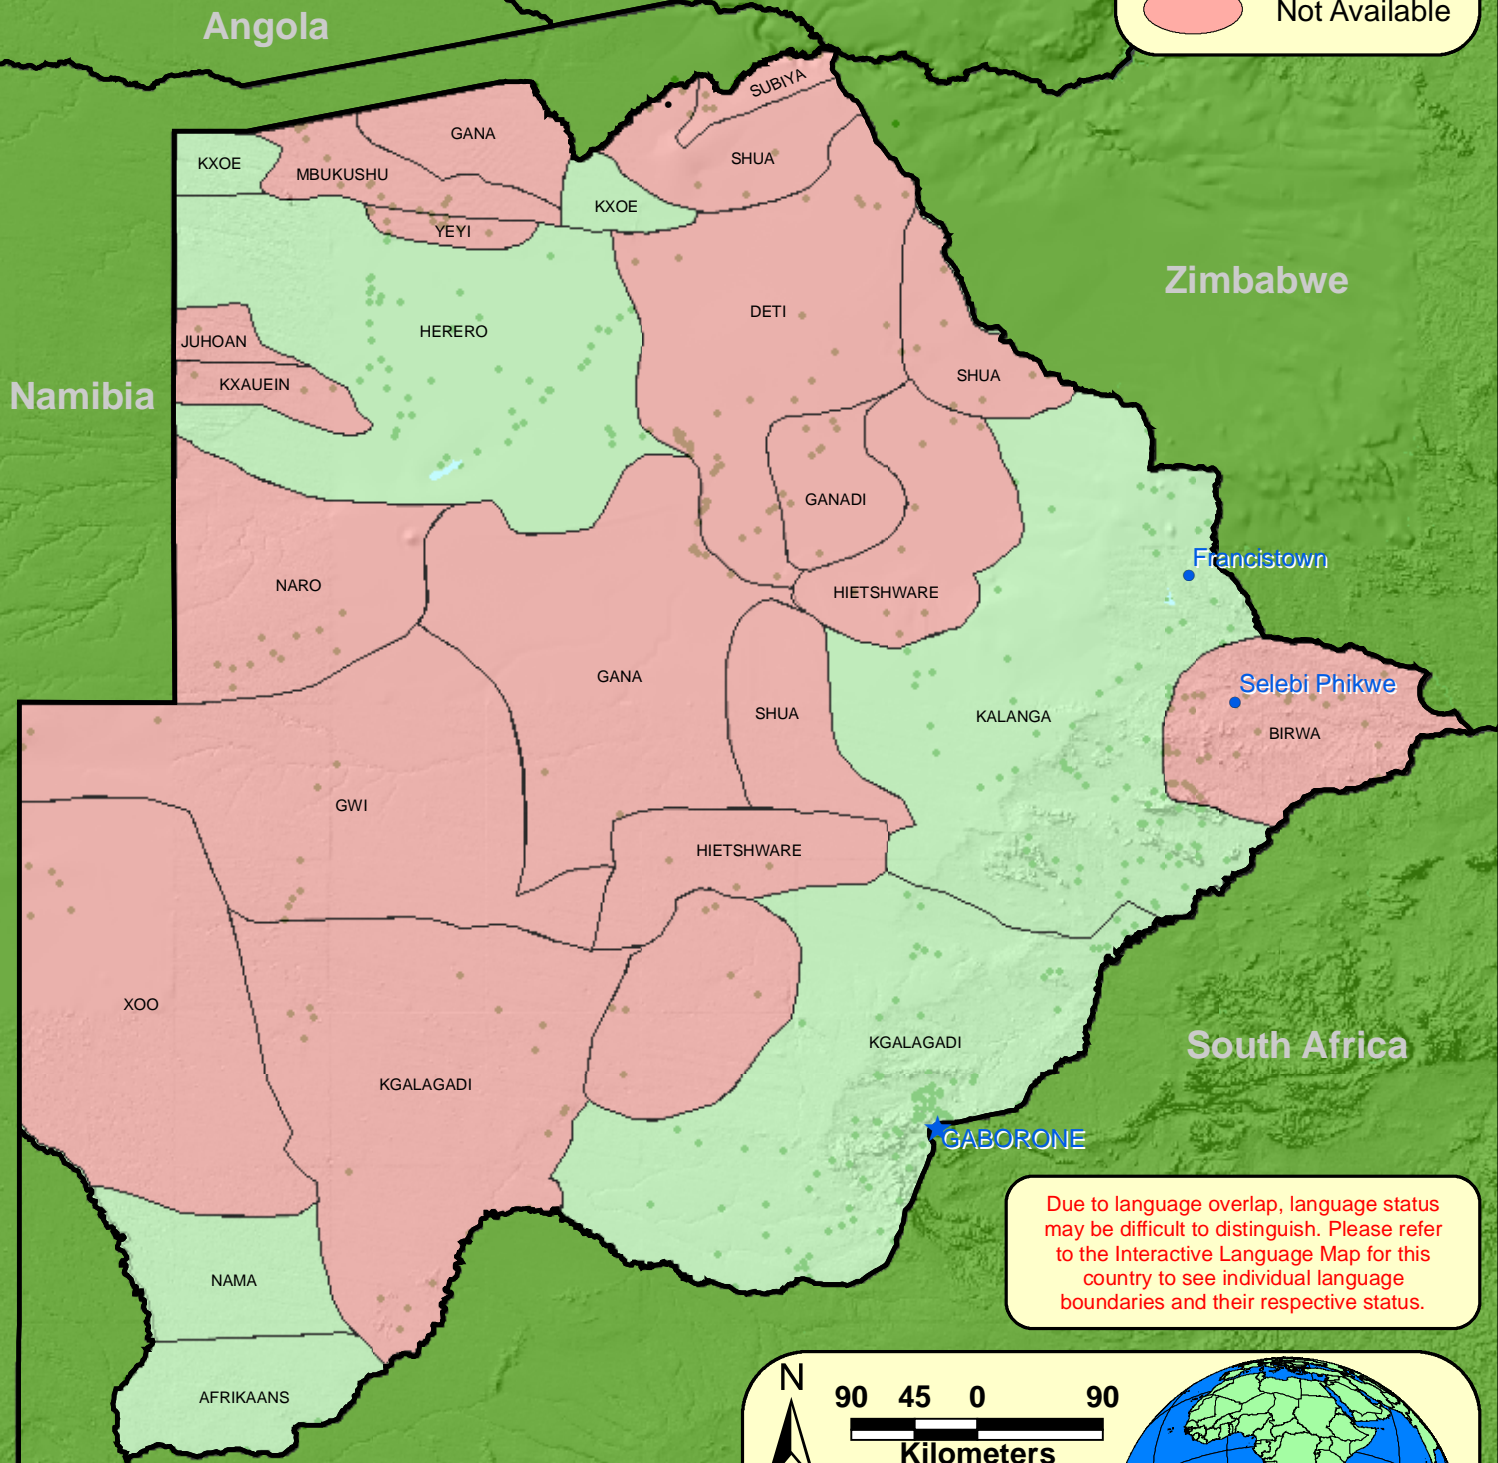 Not Available
Angola
SUBIYA
GANA
KXOE
MBUKUSHU
SHUA
KXOE
YEYI
Zimbabwe
DETI
HERERO
JUHOAN
KXAUEIN
SHUA
Namibia
GANADI
Francistown
NARO
HIETSHWARE
GANA
Selebi Phikwe
SHUA
KALANGA
BIRWA
GWI
HIETSHWARE
XOO
KGALAGADI
South Africa
KGALAGADI
GABORONE
Due to language overlap, language status
may be difficult to distinguish. Please refer
to the Interactive Language Map for this
country to see individual language
boundaries and their respective status.
NAMA
AFRIKAANS
N
90 45 0 90
Kilometers